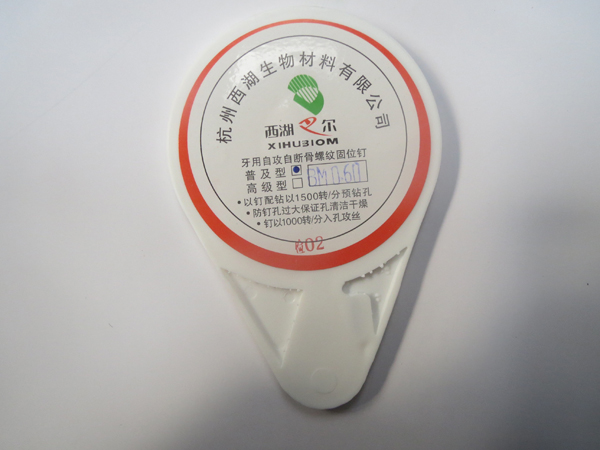 杭州西湖生物材料有限公司
西湖巴尔
XIHUBIOM
牙用自攻自断骨螺纹固位钉
普及型 BM0.60
高级型
•以钉配钻以1500转/分预钻孔
•防钉孔过大保证孔清洁干燥
•钉以1000转/分入孔攻丝
02